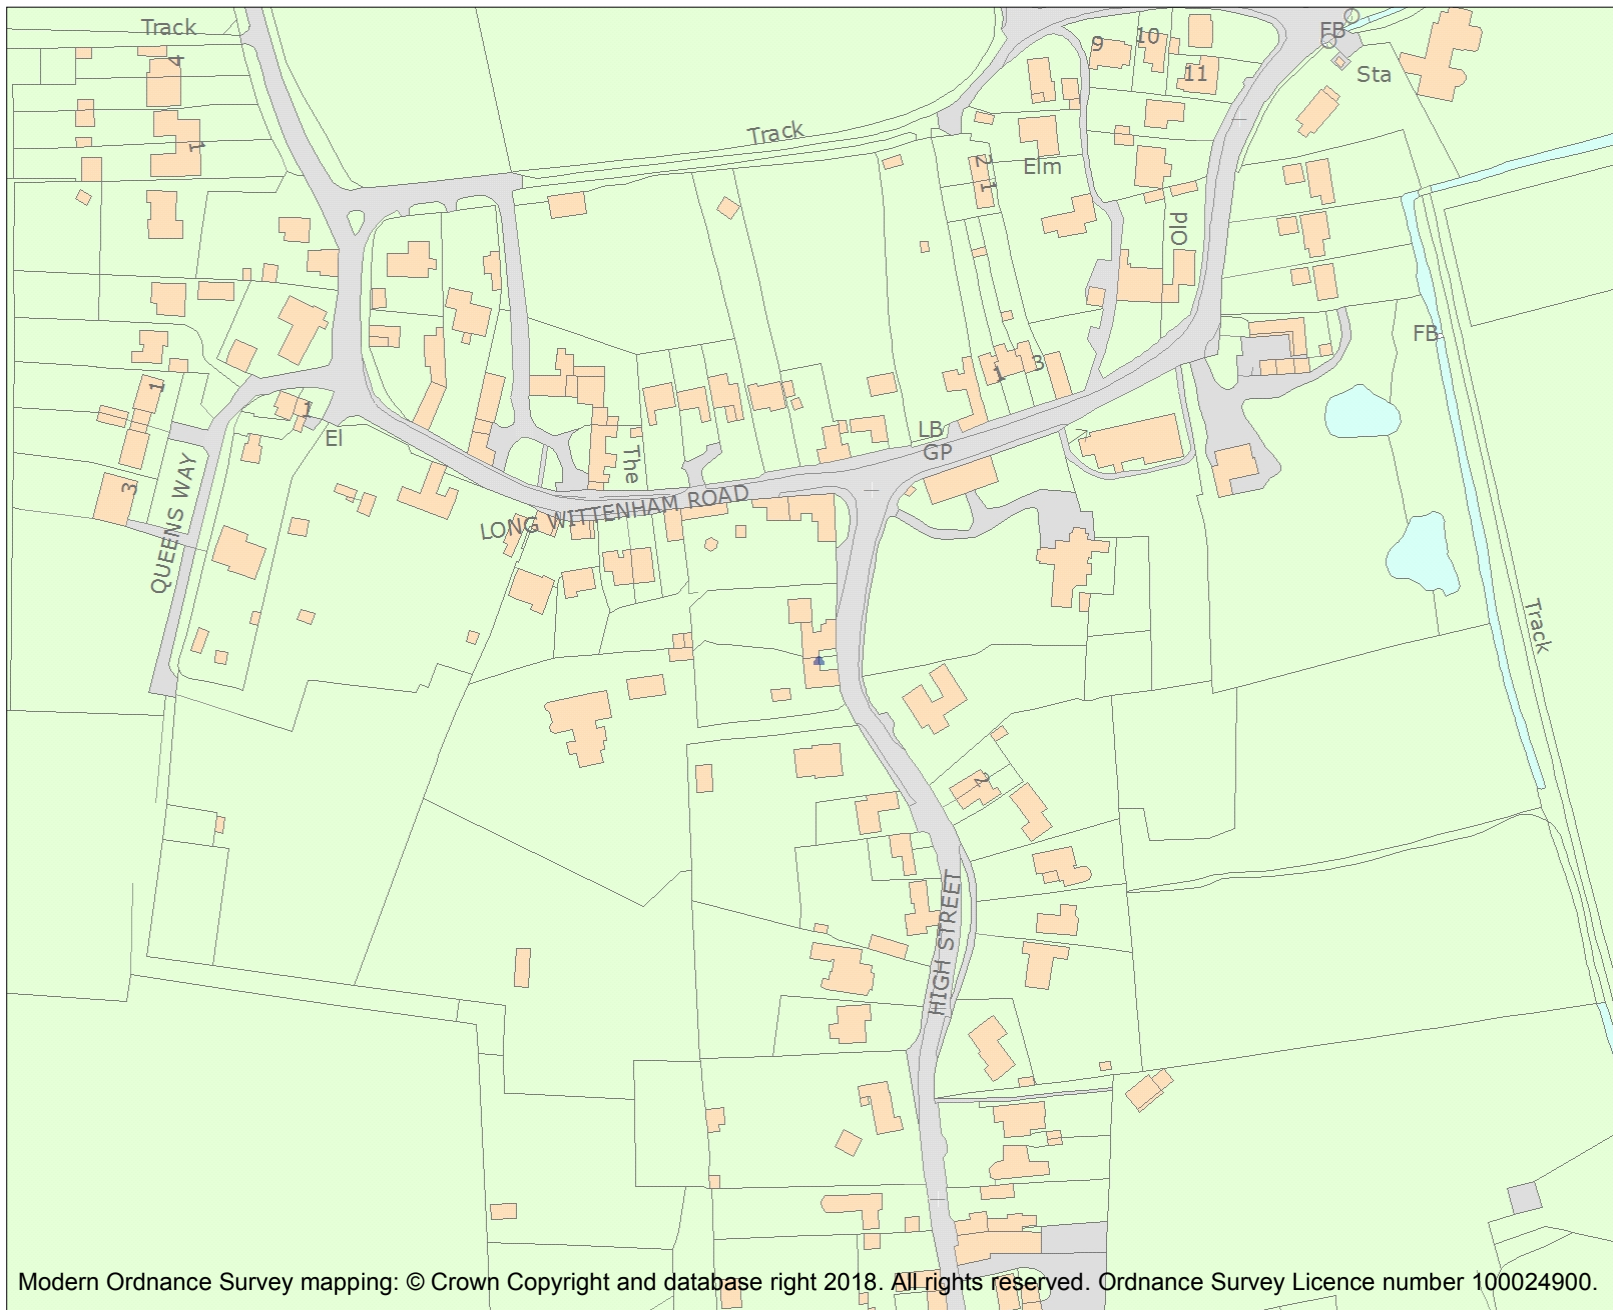 Track
FB
4
9
10
11
Sta
Track
1
2
1
Elm
Old
FB
1
1
3
1
El
LB
GP
7
The
3
LONG WITTENHAM ROAD
QUEENS WAY
Track
2
HIGH STREET
Modern Ordnance Survey mapping: © Crown Copyright and database right 2018. All rights reserved. Ordnance Survey Licence number 100024900.